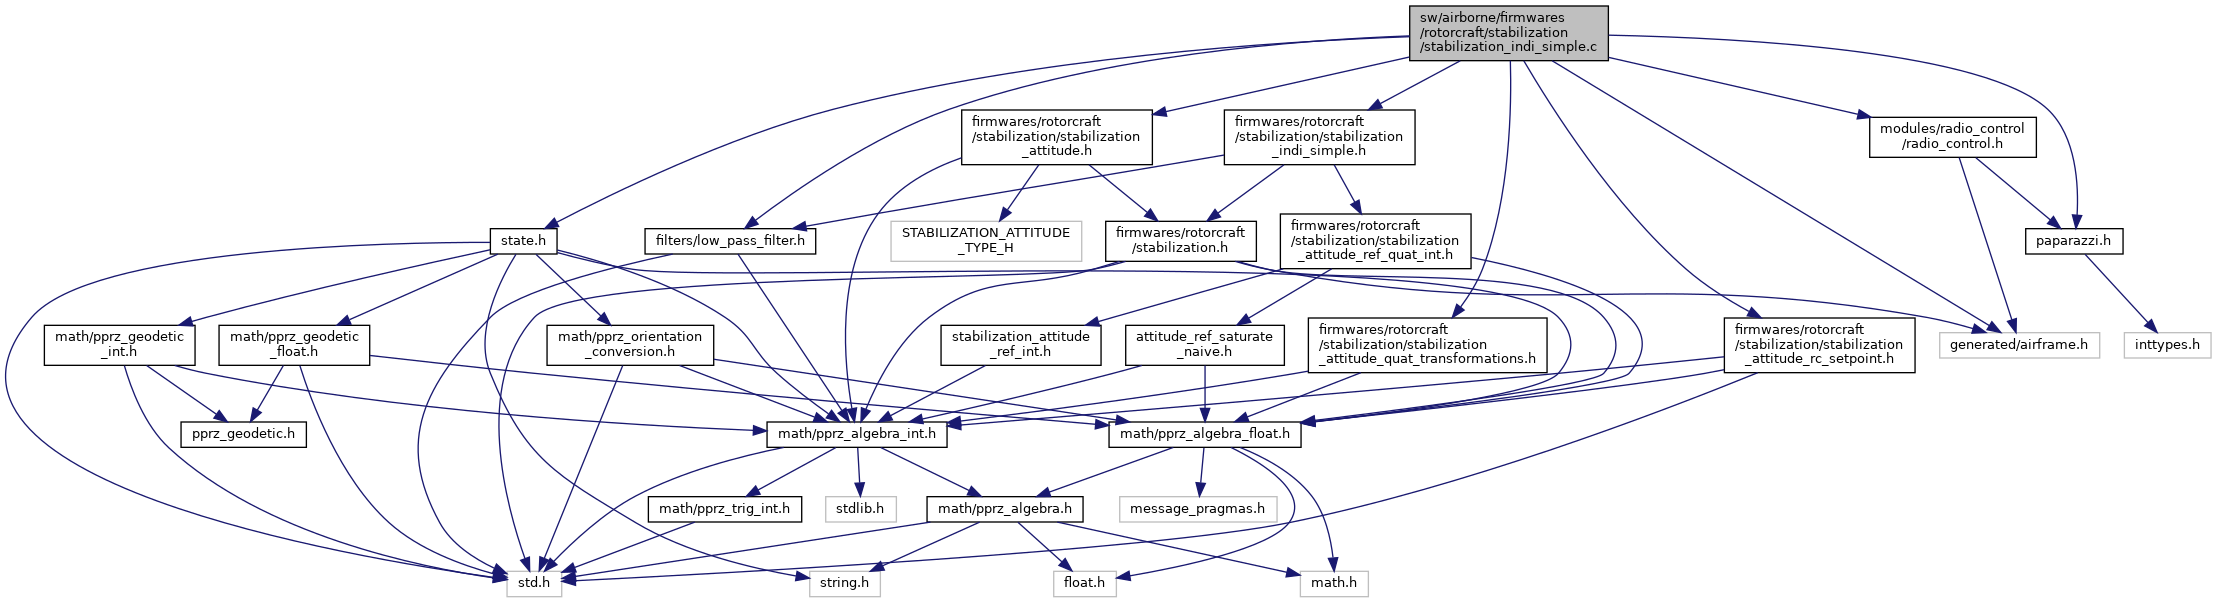 sw/airborne/firmwares
/rotorcraft/stabilization
/stabilization_indi_simple.c
firmwares/rotorcraft
/stabilization/stabilization
_attitude.h
firmwares/rotorcraft
/stabilization/stabilization
_indi_simple.h
modules/radio_control
/radio_control.h
state.h
filters/low_pass_filter.h
STABILIZATION_ATTITUDE
_TYPE_H
firmwares/rotorcraft
/stabilization.h
firmwares/rotorcraft
/stabilization/stabilization
_attitude_ref_quat_int.h
paparazzi.h
math/pprz_geodetic
_int.h
math/pprz_geodetic
_float.h
math/pprz_orientation
_conversion.h
stabilization_attitude
_ref_int.h
attitude_ref_saturate
_naive.h
firmwares/rotorcraft
/stabilization/stabilization
_attitude_quat_transformations.h
firmwares/rotorcraft
/stabilization/stabilization
_attitude_rc_setpoint.h
generated/airframe.h
inttypes.h
pprz_geodetic.h
math/pprz_algebra_int.h
math/pprz_algebra_float.h
math/pprz_trig_int.h
stdlib.h
math/pprz_algebra.h
message_pragmas.h
std.h
string.h
float.h
math.h